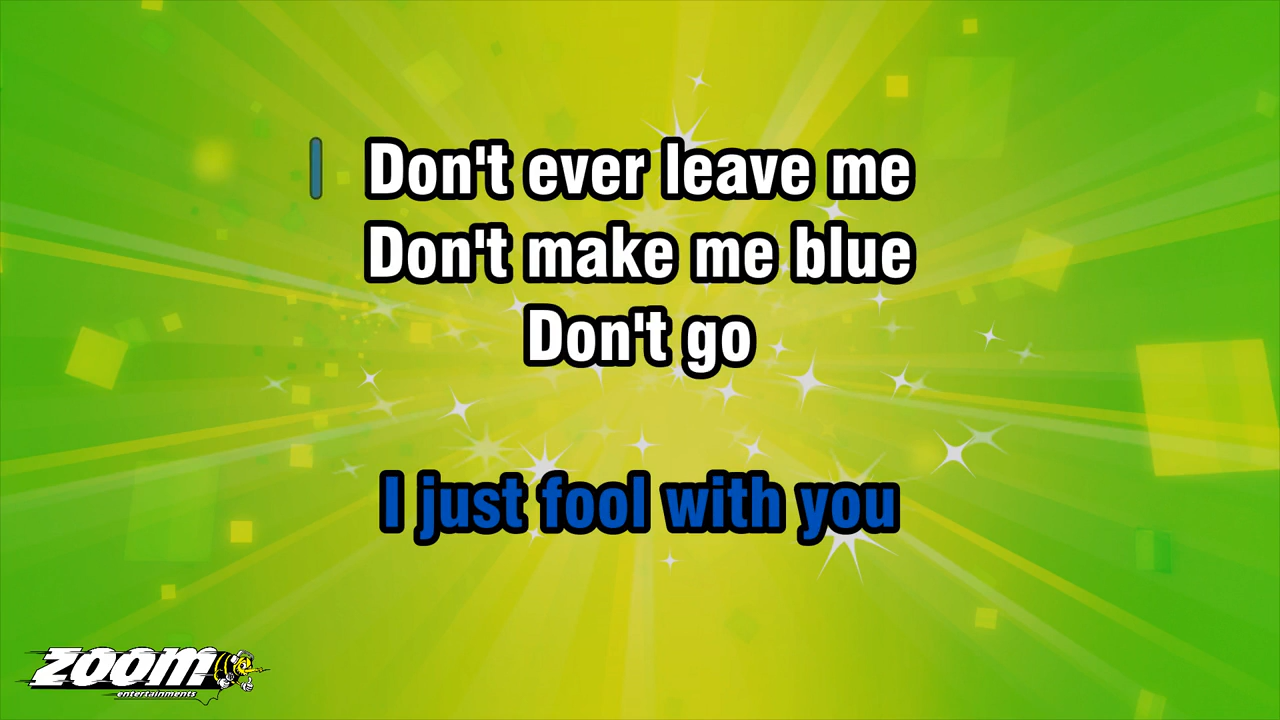 Don't ever leave me
Don't make me blue
Don't go
I just fool with you
zoom
entertainments